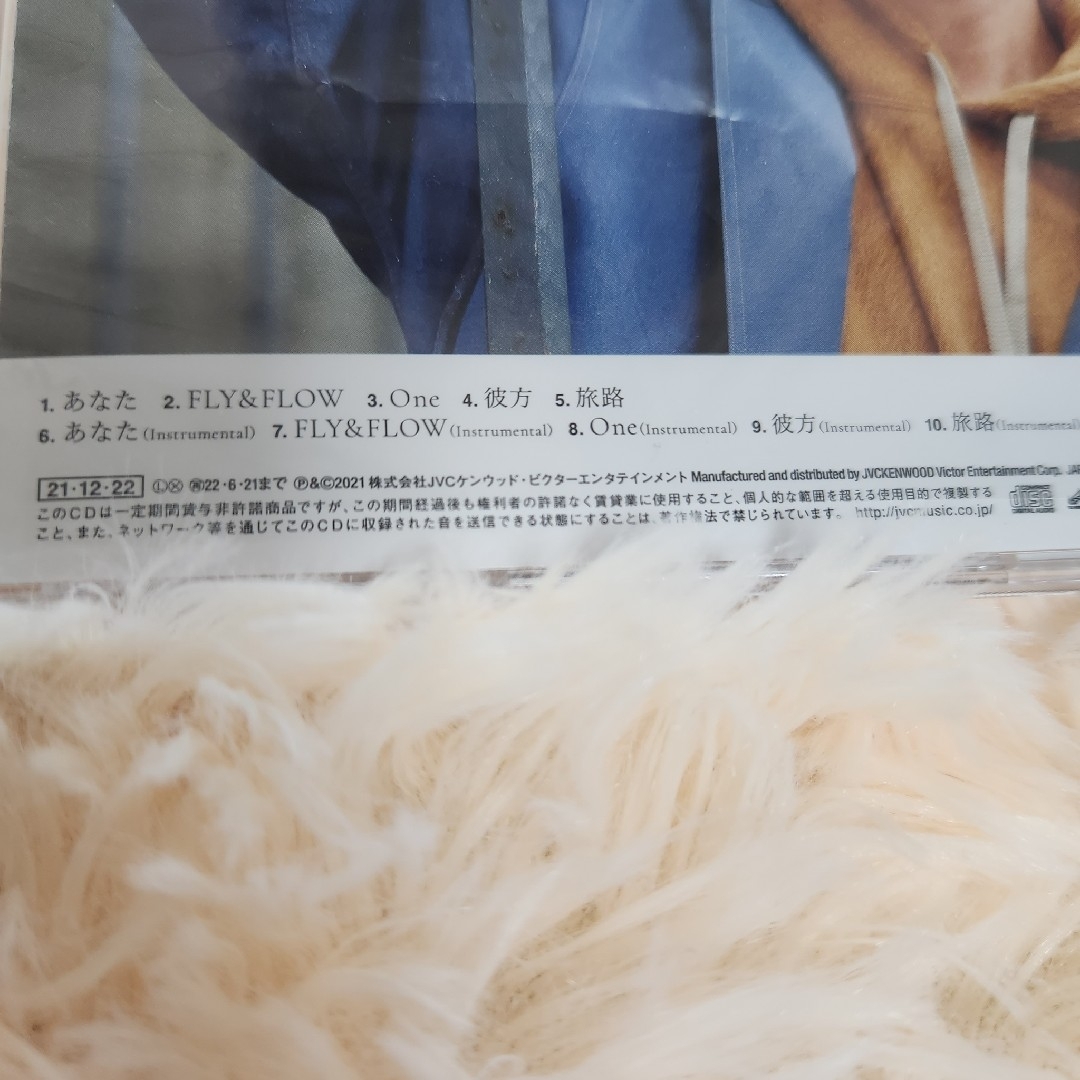 1. あなた 2. FLY&FLOW 3. One 4. 彼方 5. 旅路
6. あなた(Instrumental) 7. FLY&FLOW(Instrumental) 8. One(Instrumental) 9. 彼方(Instrumental) 10. 旅路(Instrumental)
21·12·22 Ⓛ Ⓧ 22·6·21まで ℗&©2021 株式会社JVCケンウッド・ビクターエンタテインメント Manufactured and distributed by JVCKENWOOD Victor Entertainment Corp.
このCDは一定期間貸与非許諾商品ですが、この期間経過後も権利者の許諾なく賃貸業に使用すること、個人的な範囲を超える使用目的で複製する
こと、また、ネットワーク等を通じてこのCDに収録された音を送信できる状態にすることは、著作権法で禁じられています。 http://jvcmusic.co.jp/
disc
DIGITAL AUDIO